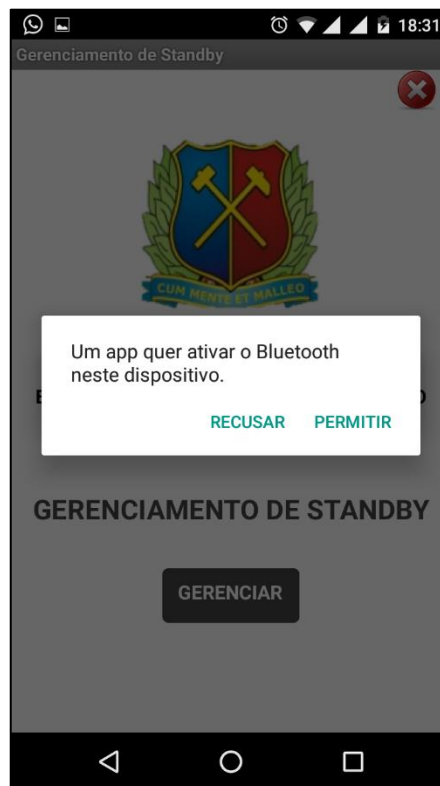 18:31
Gerenciamento de Standby
CUM MENTE ET MALLEO
Um app quer ativar o Bluetooth
neste dispositivo.
RECUSAR PERMITIR
GERENCIAMENTO DE STANDBY
GERENCIAR